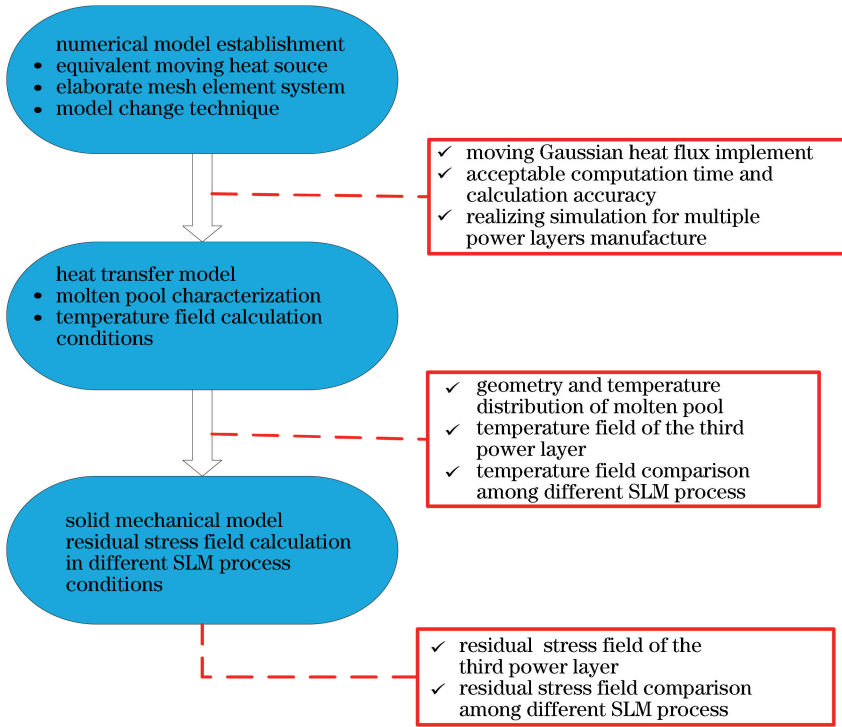 numerical model establishment
• equivalent moving heat souce
• elaborate mesh element system
• model change technique
✓ moving Gaussian heat flux implement
✓ acceptable computation time and
calculation accuracy
✓ realizing simulation for multiple
power layers manufacture
heat transfer model
• molten pool characterization
• temperature field calculation
conditions
✓ geometry and temperature
distribution of molten pool
✓ temperature field of the third
power layer
✓ temperature field comparison
among different SLM process
solid mechanical model
residual stress field calculation
in different SLM process
conditions
✓ residual stress field of the
third power layer
✓ residual stress field comparison
among different SLM process